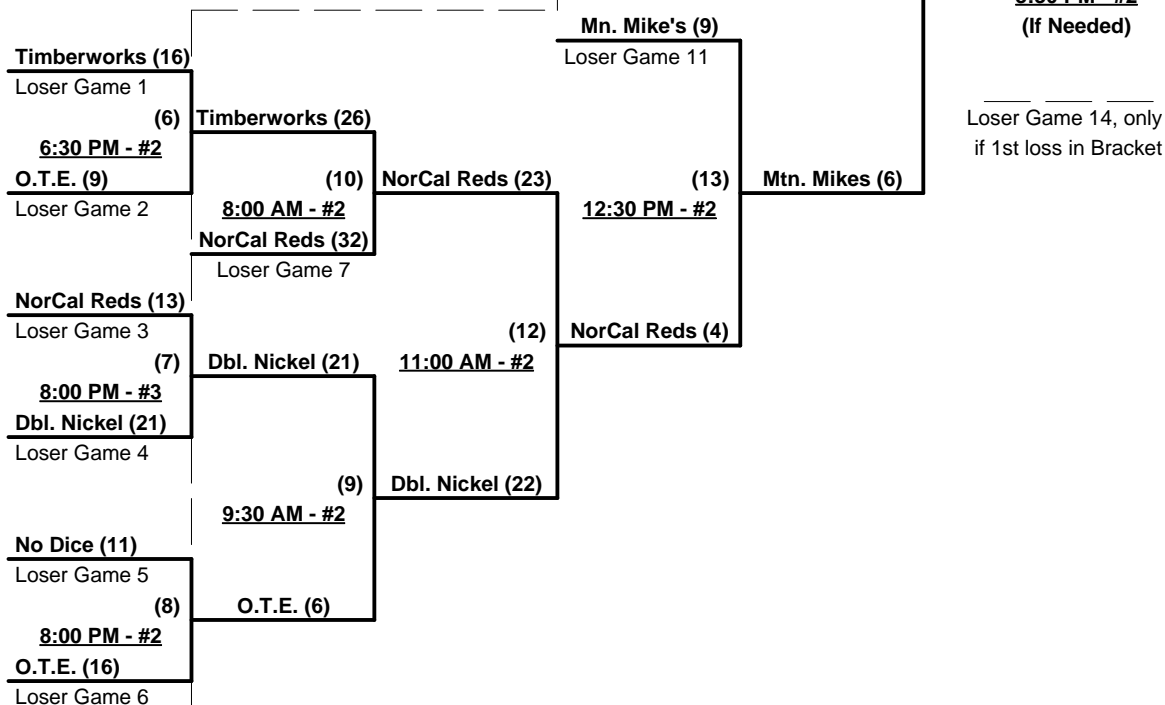 PM - #2
(If Needed)
Mn. Mike's (9)
Loser Game 11
Timberworks (16)
Loser Game 1
(6)
6:30 PM - #2
O.T.E. (9)
Loser Game 2
Timberworks (26)
(10)
8:00 AM - #2
NorCal Reds (32)
Loser Game 7
NorCal Reds (23)
(13)
12:30 PM - #2
Mtn. Mikes (6)
Loser Game 14, only
if 1st loss in Bracket
NorCal Reds (13)
Loser Game 3
(7)
8:00 PM - #3
Dbl. Nickel (21)
Loser Game 4
Dbl. Nickel (21)
(12)
11:00 AM - #2
NorCal Reds (4)
(9)
9:30 AM - #2
Dbl. Nickel (22)
No Dice (11)
Loser Game 5
(8)
8:00 PM - #2
O.T.E. (16)
Loser Game 6
O.T.E. (6)